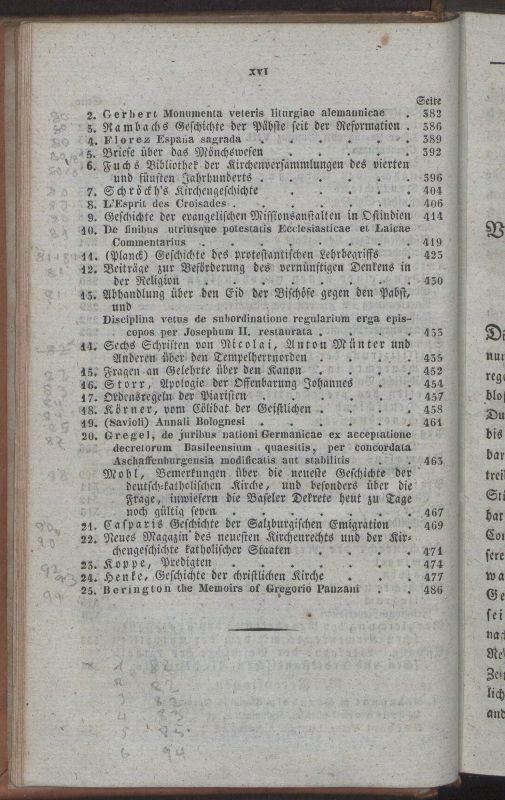 XVI
Seite
2. Gerbert Monumenta veteris liturgiae alemannicae . 382
3. Rambachs Geschichte der Päbste seit der Reformation . 386
4. Florez España sagrada . . . . . . 389
5. Briefe über das Mönchswesen . . . . . 392
6. Fuchs Bibliothek der Kirchenversammlungen des vierten
und fünften Jahrhunderts . . . . . 396
7. Schröckh's Kirchengeschichte . . . . 404
8. L'Esprit des Croisades . . . . . . 406
9. Geschichte der evangelischen Missionsanstalten in Ostindien 414
10. De finibus utriusque potestatis Ecclesiasticae et Laicae
Commentarius . . . . . . . 419
11. (Planck) Geschichte des protestantischen Lehrbegriffs . 423
12. Beiträge zur Beförderung des vernünftigen Denkens in
der Religion . . . . . . . 430
13. Abhandlung über den Eid der Bischöfe gegen den Pabst,
und
Disciplina vetus de subordinatione regularium erga epis-
copos per Josephum II. restaurata . . . . 433
14. Sechs Schriften von Nicolai, Anton Münter und
Anderen über den Tempelherrnorden . . . . 435
15. Fragen an Gelehrte über den Kanon . . . 452
16. Storr, Apologie der Offenbarung Johannes . . 454
17. Ordensregeln der Piaristen . . . . . 457
18. Körner, vom Cölibat der Geistlichen . . . . 458
19. (Savioli) Annali Bolognesi . . . . . 461
20. Gregel, de juribus nationi Germanicae ex acceptatione
decretorum Basileensium quaesitis, per concordata
Aschaffenburgensia modificatis aut stabilitis . . 463
Mohl, Bemerkungen über die neueste Geschichte der
deutsch-katholischen Kirche, und besonders über die
Frage, inwiefern die Baseler Dekrete heut zu Tage
noch gültig seyen . . . . . . 467
21. Casparis Geschichte der Salzburgischen Emigration . 469
22. Neues Magazin des neuesten Kirchenrechts und der Kir-
chengeschichte katholischer Staaten . . . . 471
23. Koppe, Predigten . . . . . . 474
24. Henke, Geschichte der christlichen Kirche . . . 477
25. Berington the Memoirs of Gregorio Panzani . 486